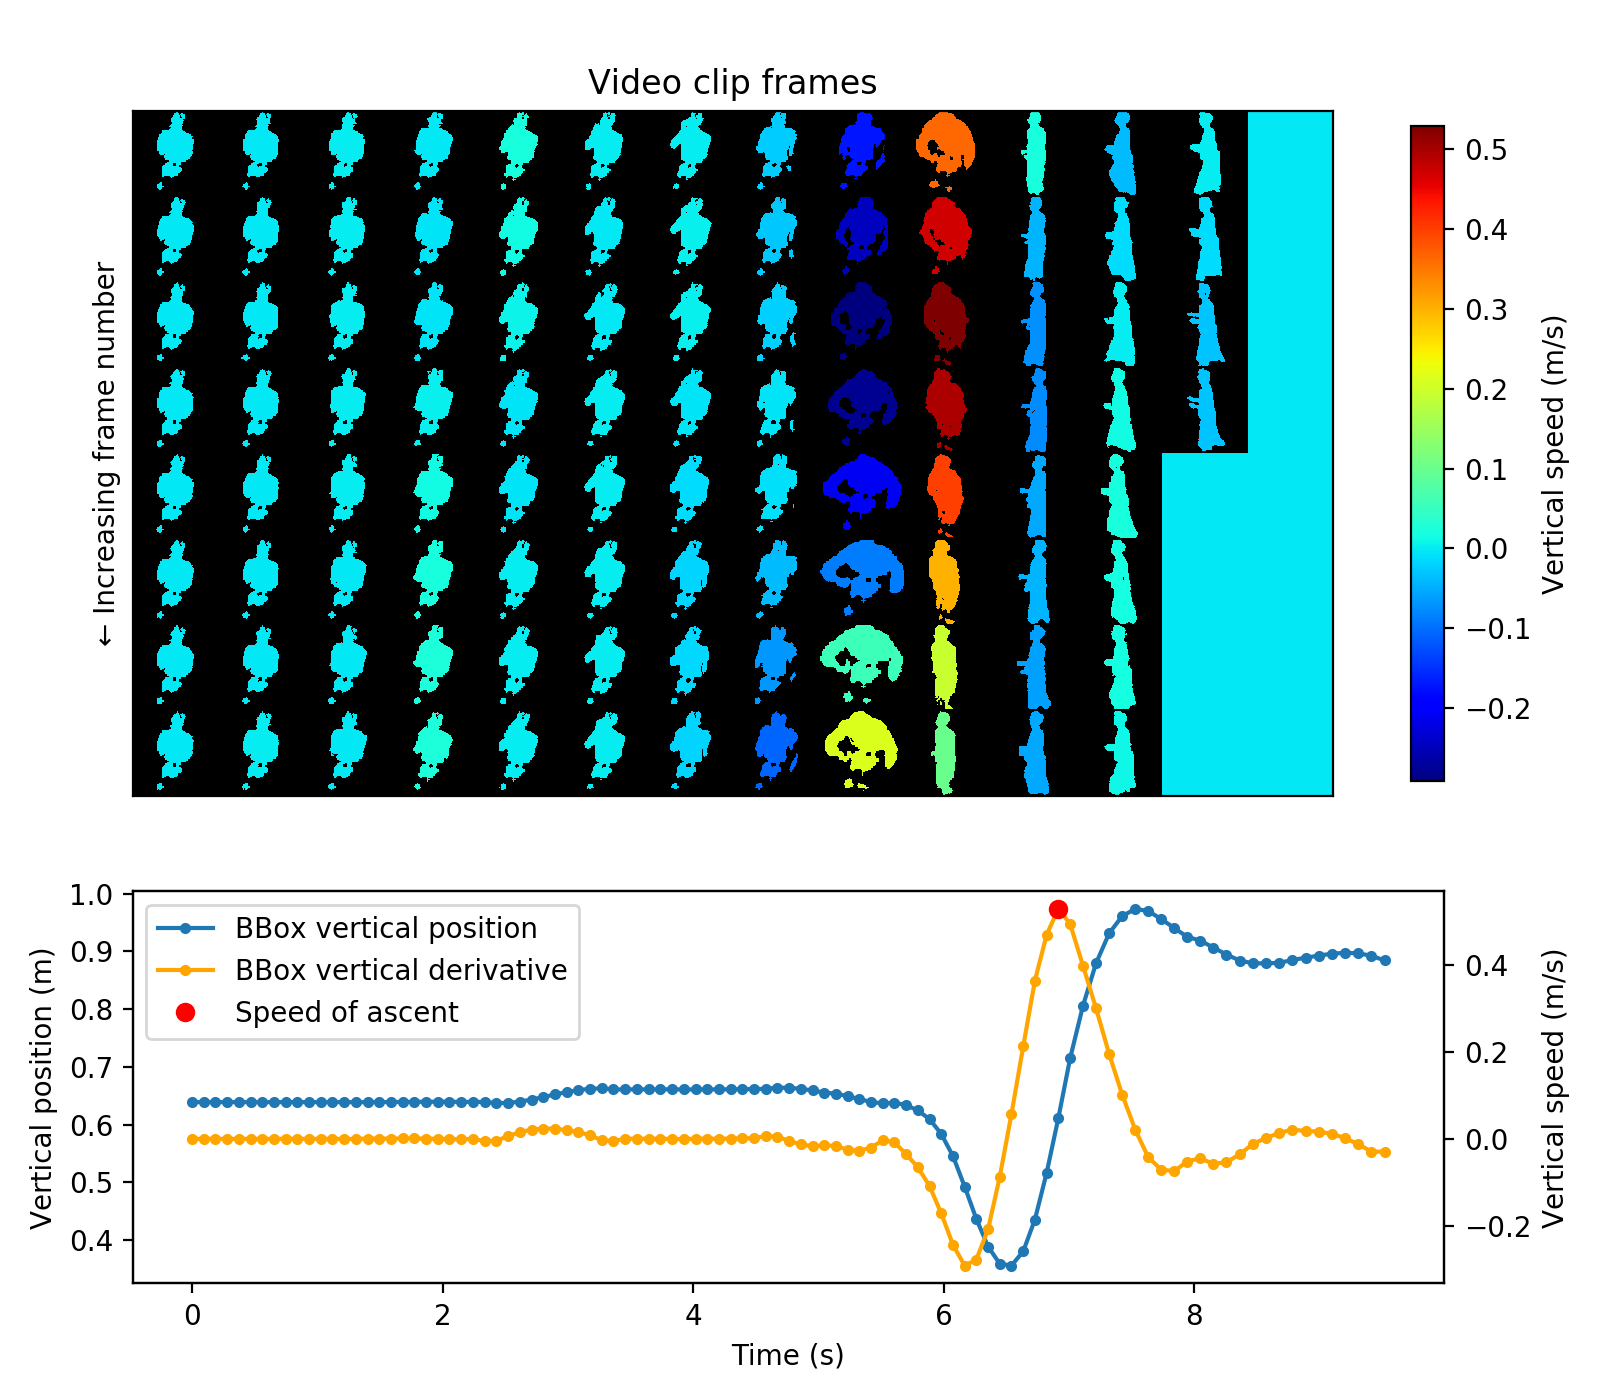 Video clip frames
← Increasing frame number
0.5
0.4
0.3
0.2
0.1
0.0
−0.1
−0.2
Vertical speed (m/s)
BBox vertical position
BBox vertical derivative
Speed of ascent
1.0
0.9
0.8
0.7
0.6
0.5
0.4
Vertical position (m)
0.4
0.2
0.0
−0.2
Vertical speed (m/s)
0 2 4 6 8
Time (s)